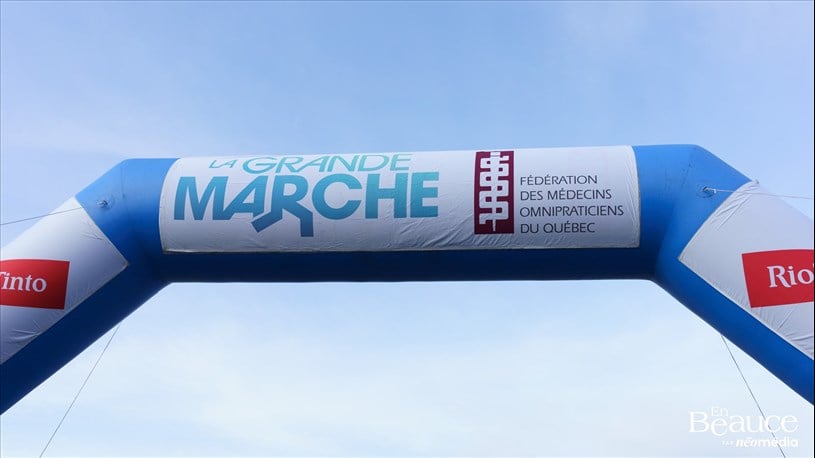 LA GRANDE
MARCHE
FÉDÉRATION
DES MÉDECINS
OMNIPRATICIENS
DU QUÉBEC
Tinto
Rio
En
Beauce
néomédia